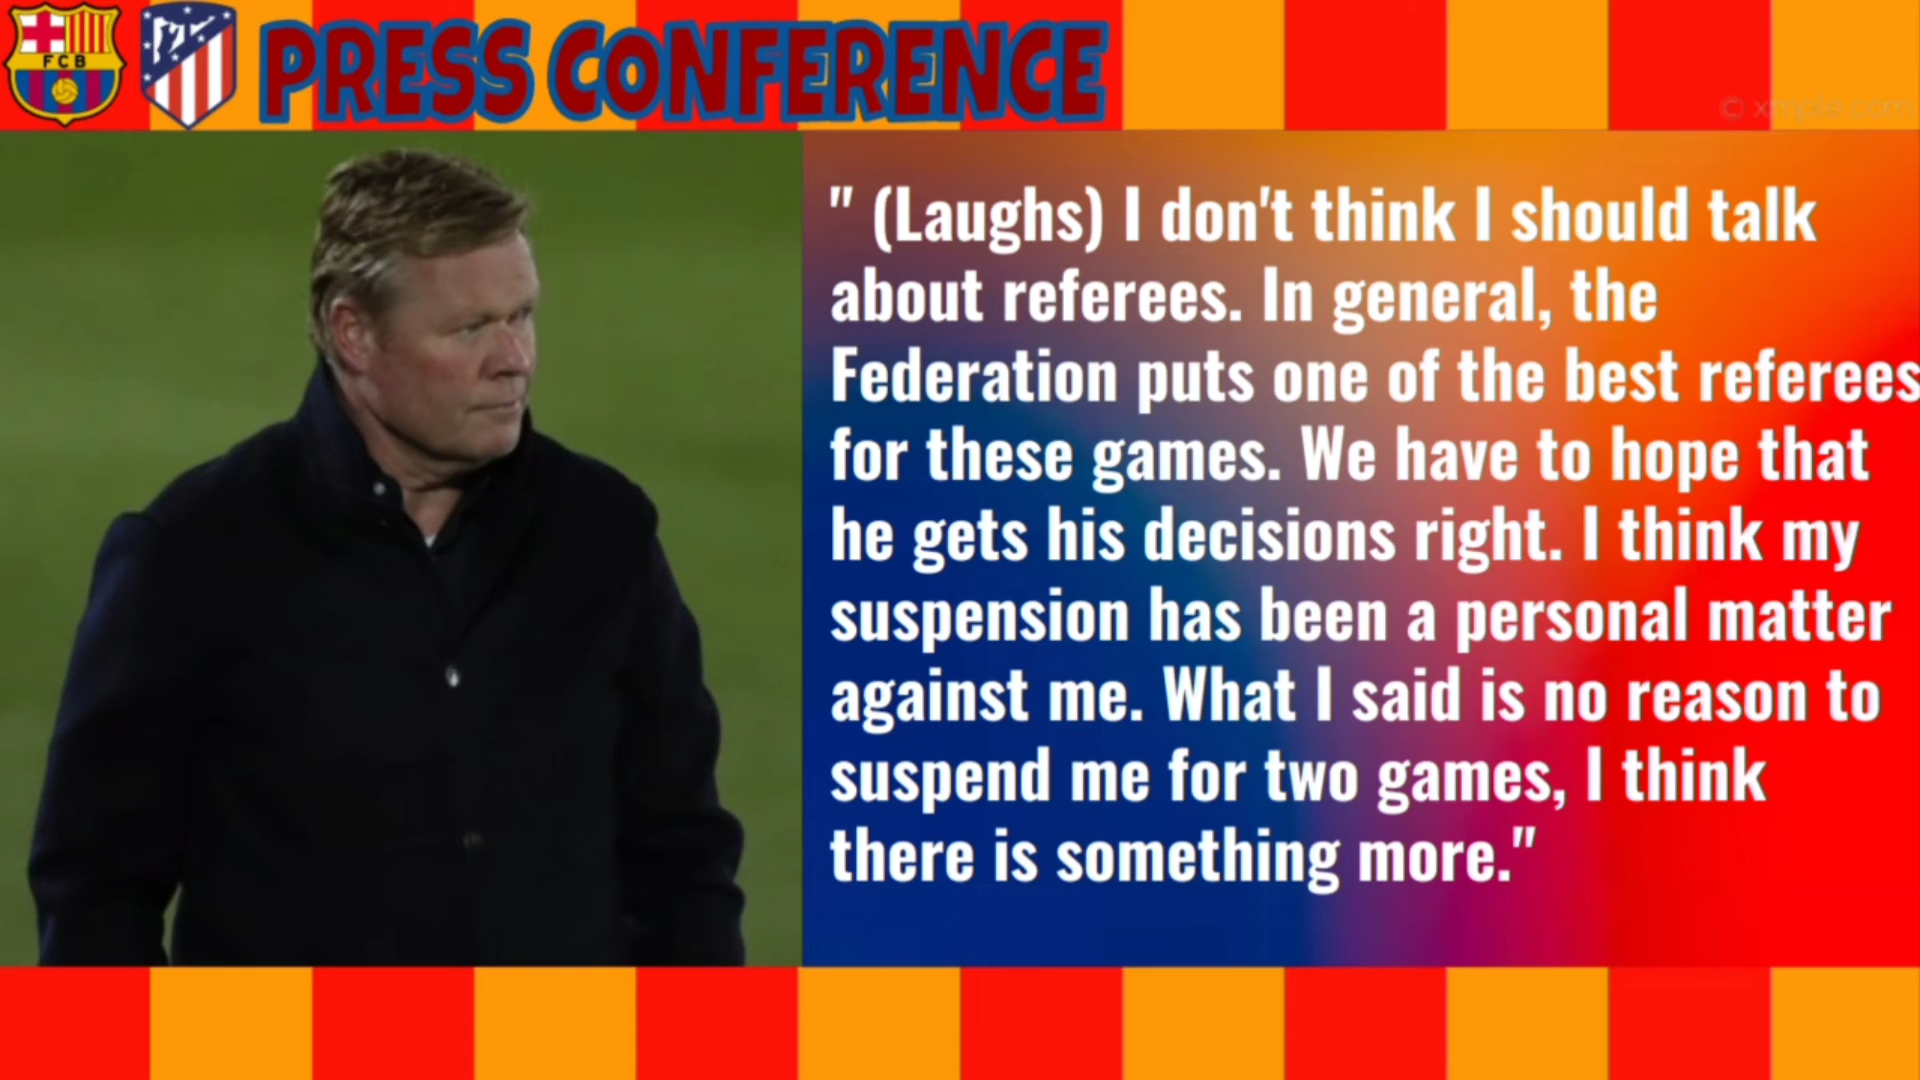 FCB
PRESS CONFERENCE
© xmple.com
" (Laughs) I don't think I should talk
about referees. In general, the
Federation puts one of the best referees
for these games. We have to hope that
he gets his decisions right. I think my
suspension has been a personal matter
against me. What I said is no reason to
suspend me for two games, I think
there is something more."